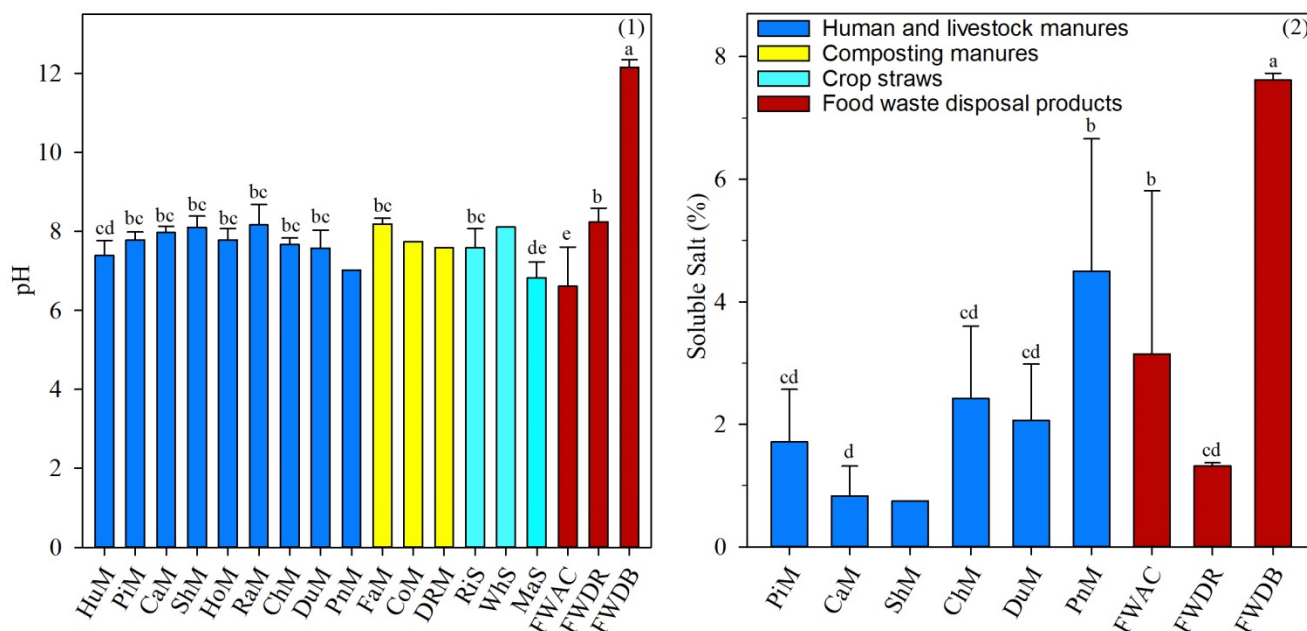 (1)
a
12
10
b
bc
bc
bc
bc
bc
bc
bc
bc
bc
bc
cd
8
de
e
pH
6
4
2
0
HuM
PiM
CaM
ShM
HoM
RaM
ChM
DuM
PnM
FaM
CoM
DRM
RiS
WhS
MaS
FWAC
FWDR
FWDB
(2)
Human and livestock manures
Composting manures
Crop straws
Food waste disposal products
a
8
b
6
b
Soluble Salt (%)
4
cd
cd
cd
2
d
cd
0
PiM
CaM
ShM
ChM
DuM
PnM
FWAC
FWDR
FWDB